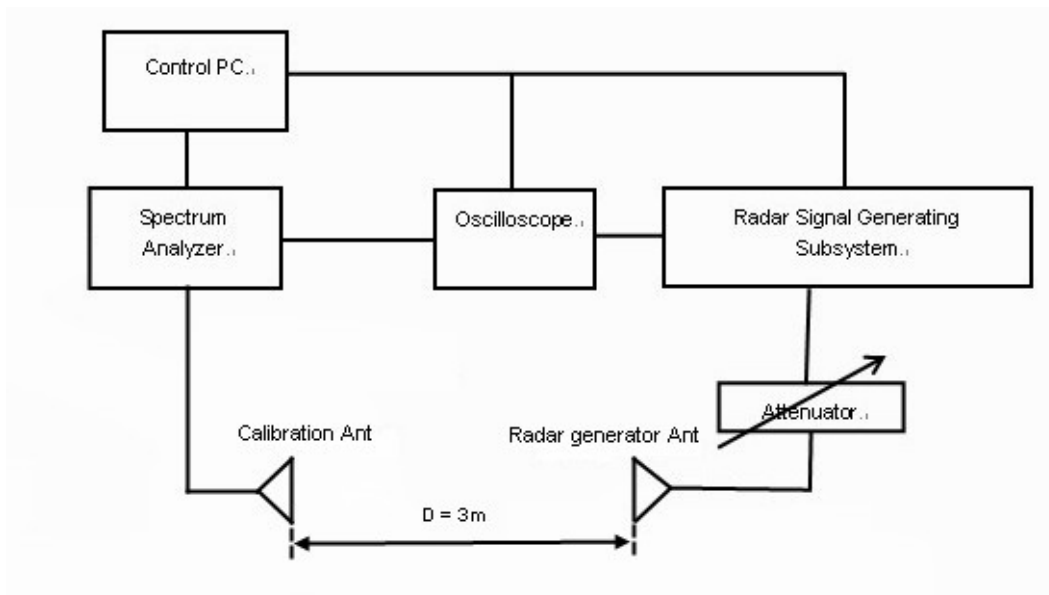 Control PC
Spectrum
Analyzer
Oscilloscope
Radar Signal Generating
Subsystem
Attenuator
Calibration Ant
Radar generator Ant
D = 3m